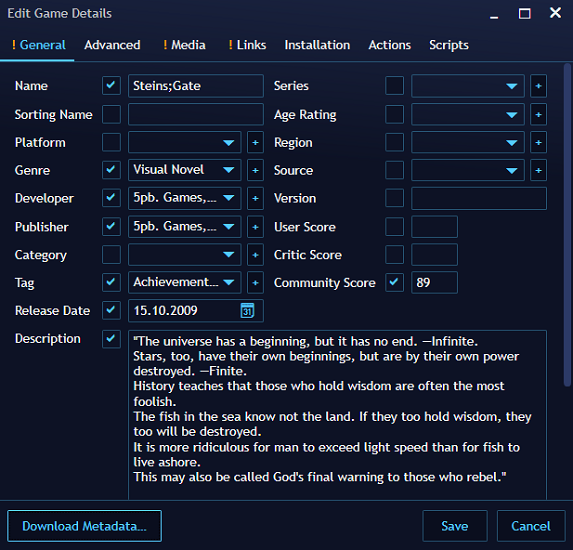 Edit Game Details
! General Advanced ! Media ! Links Installation Actions Scripts
Name Steins;Gate Series +
Sorting Name Age Rating +
Platform + Region +
Genre Visual Novel + Source +
Developer 5pb. Games,... + Version
Publisher 5pb. Games,... + User Score
Category + Critic Score
Tag Achievement... + Community Score 89
Release Date 15.10.2009 31
Description "The universe has a beginning, but it has no end. —Infinite.
Stars, too, have their own beginnings, but are by their own power
destroyed. —Finite.
History teaches that those who hold wisdom are often the most
foolish.
The fish in the sea know not the land. If they too hold wisdom, they
too will be destroyed.
It is more ridiculous for man to exceed light speed than for fish to
live ashore.
This may also be called God's final warning to those who rebel."
Download Metadata... Save Cancel